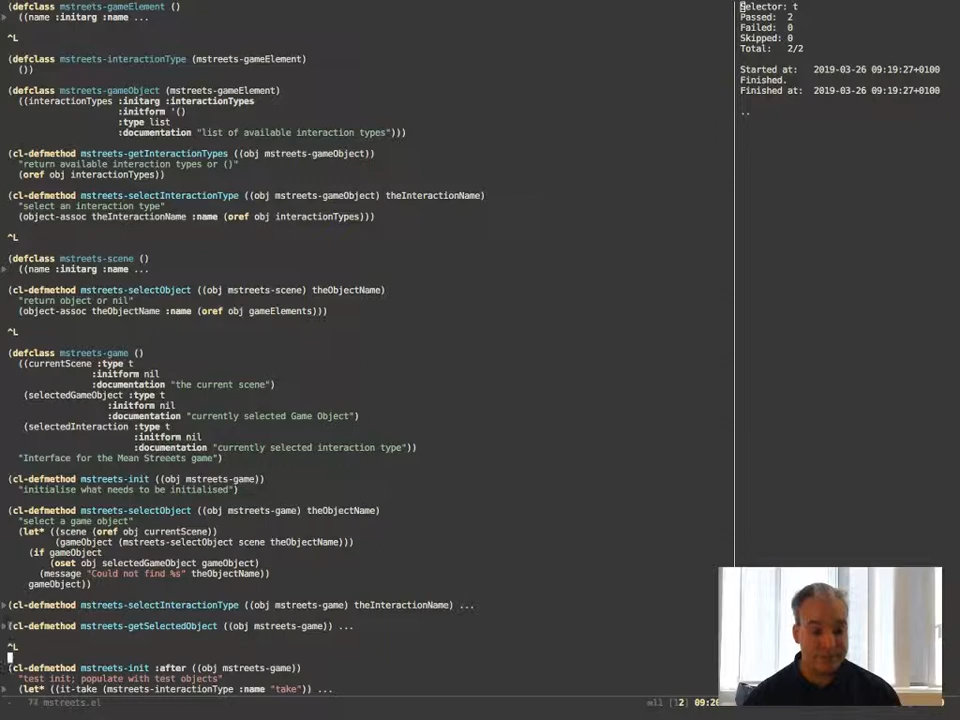 (defclass mstreets-gameElement ()
  ((name :initarg :name ...
^L
(defclass mstreets-interactionType (mstreets-gameElement)
  ())
(defclass mstreets-gameObject (mstreets-gameElement)
  ((interactionTypes :initarg :interactionTypes
                     :initform '()
                     :type list
                     :documentation "list of available interaction types")))
(cl-defmethod mstreets-getInteractionTypes ((obj mstreets-gameObject))
  "return available interaction types or ()"
  (oref obj interactionTypes))
(cl-defmethod mstreets-selectInteractionType ((obj mstreets-gameObject) theInteractionName)
  "select an interaction type"
  (object-assoc theInteractionName :name (oref obj interactionTypes)))
^L
(defclass mstreets-scene ()
  ((name :initarg :name ...
(cl-defmethod mstreets-selectObject ((obj mstreets-scene) theObjectName)
  "return object or nil"
  (object-assoc theObjectName :name (oref obj gameElements)))
^L
(defclass mstreets-game ()
  ((currentScene :type t
                :initform nil
                :documentation "the current scene")
   (selectedGameObject :type t
                   :initform nil
                   :documentation "currently selected Game Object")
   (selectedInteraction :type t
                        :initform nil
                        :documentation "currently selected interaction type"))
  "Interface for the Mean Streeets game")
(cl-defmethod mstreets-init ((obj mstreets-game))
  "initialise what needs to be initialised")
(cl-defmethod mstreets-selectObject ((obj mstreets-game) theObjectName)
  "select a game object"
  (let* ((scene (oref obj currentScene))
         (gameObject (mstreets-selectObject scene theObjectName)))
    (if gameObject
        (oset obj selectedGameObject gameObject)
      (message "Could not find %s" theObjectName))
    gameObject))
(cl-defmethod mstreets-selectInteractionType ((obj mstreets-game) theInteractionName) ...
(cl-defmethod mstreets-getSelectedObject ((obj mstreets-game)) ...
^L
(cl-defmethod mstreets-init :after ((obj mstreets-game))
  "test init; populate with test objects"
  (let* ((it-take (mstreets-interactionType :name "take")) ...
mstreets.el
Selector: t
Passed:  2
Failed:  0
Skipped: 0
Total:   2/2
Started at:   2019-03-26 09:19:27+0100
Finished.
Finished at:  2019-03-26 09:19:27+0100
..